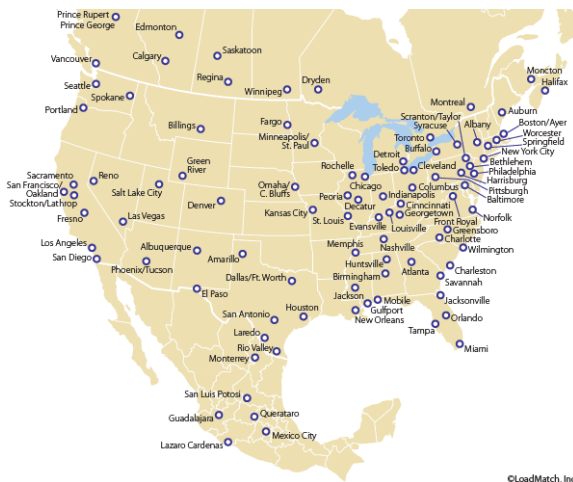 Prince Rupert
Prince George
Edmonton
Saskatoon
Vancouver
Calgary
Regina
Winnipeg
Dryden
Seattle
Spokane
Portland
Moncton
Halifax
Montreal
Auburn
Boston/Ayer
Worcester
Springfield
New York City
Bethlehem
Philadelphia
Harrisburg
Pittsburg
Baltimore
Scranton/Taylor
Syracuse
Albany
Toronto
Buffalo
Detroit
Toledo
Cleveland
Fargo
Minneapolis/
St. Paul
Billings
Green
River
Rochelle
Chicago
Sacramento
San Francisco/
Oakland
Stockton/Lathrop
Reno
Salt Lake City
Fresno
Las Vegas
Denver
Omaha/
C. Bluffs
Kansas City
Peoria
Decatur
St. Louis
Indianapolis
Columbus
Cincinnati
Georgetown
Louisville
Evansville
Front Royal
Greensboro
Charlotte
Norfolk
Wilmington
Los Angeles
San Diego
Phoenix/Tucson
Albuquerque
Amarillo
El Paso
Dallas/Ft. Worth
Memphis
Nashville
Huntsville
Birmingham
Atlanta
Charleston
Savannah
Jackson
Mobile
Gulfport
New Orleans
Jacksonville
Orlando
Tampa
Miami
Houston
San Antonio
Laredo
Rio Valley
Monterrey
San Luis Potosi
Guadalajara
Querataro
Mexico City
Lazaro Cardenas
©LoadMatch, Inc